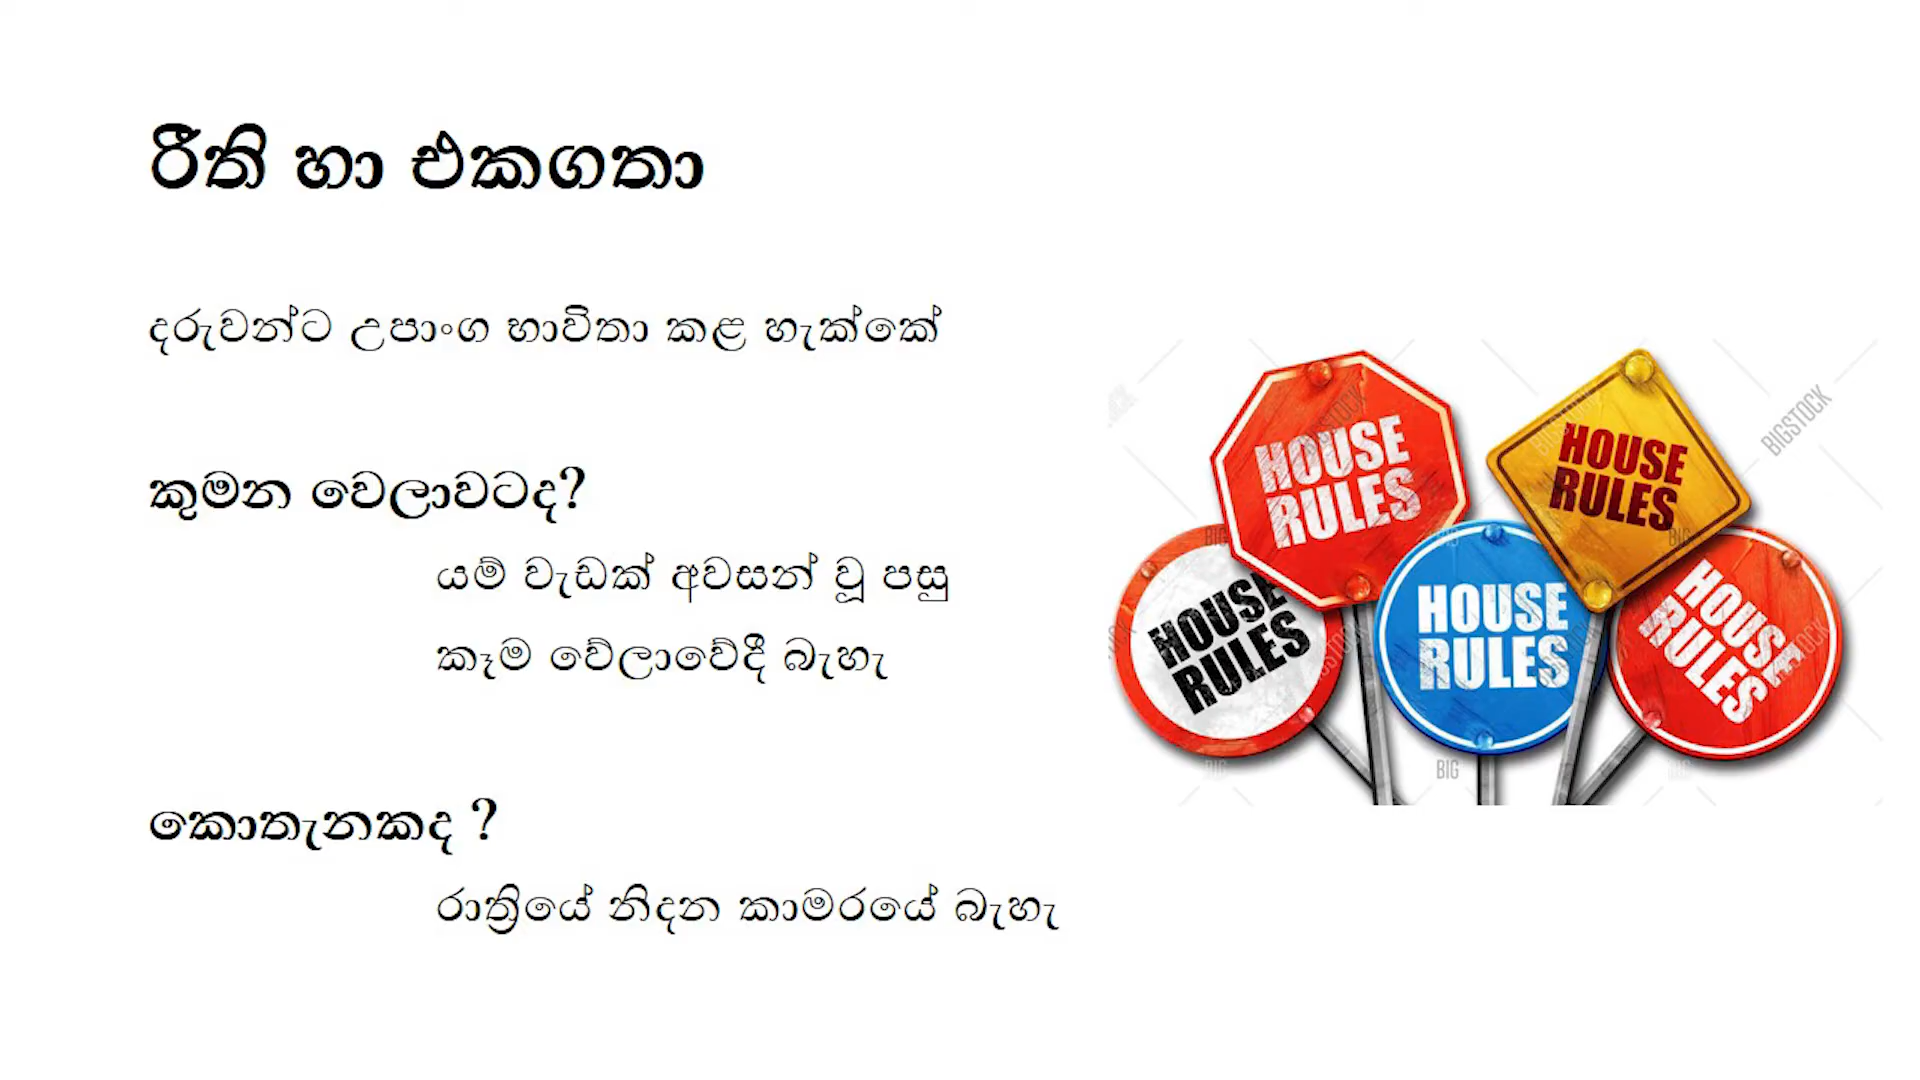 රීති හා එකගතා
දරුවන්ට උපාංග භාවිතා කළ හැක්කේ
කුමන වෙලාවටද?
යම් වැඩක් අවසන් වූ පසු
කෑම වේලාවේදී බැහැ
කොතැනකද ?
රාත්‍රියේ නිදන කාමරයේ බැහැ
HOUSE
RULES
HOUSE
RULES
HOUSE
RULES
HOUSE
RULES
HOUSE
RULES
BIGSTOCK